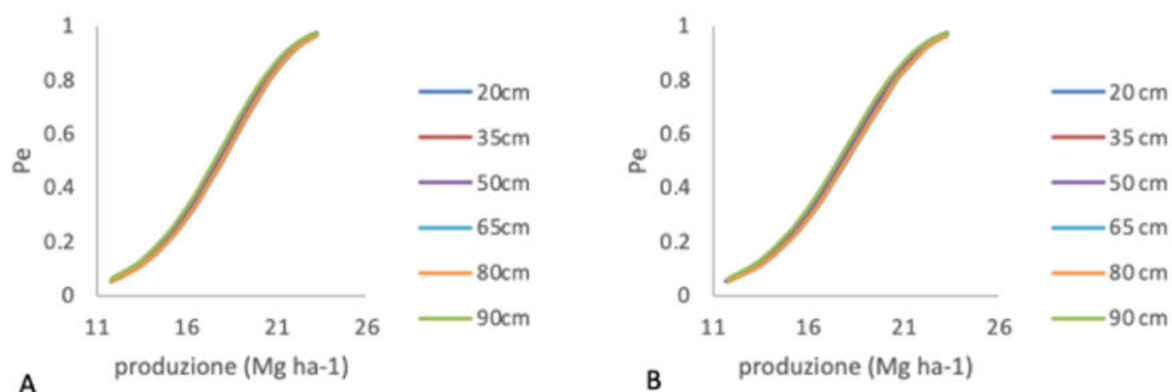 1
0.8
0.6
0.4
0.2
0
Pe
11 16 21 26
produzione (Mg ha-1)
20cm
35cm
50cm
65cm
80cm
90cm
A
1
0.8
0.6
0.4
0.2
0
Pe
11 16 21 26
produzione (Mg ha-1)
20 cm
35 cm
50 cm
65 cm
80 cm
90 cm
B